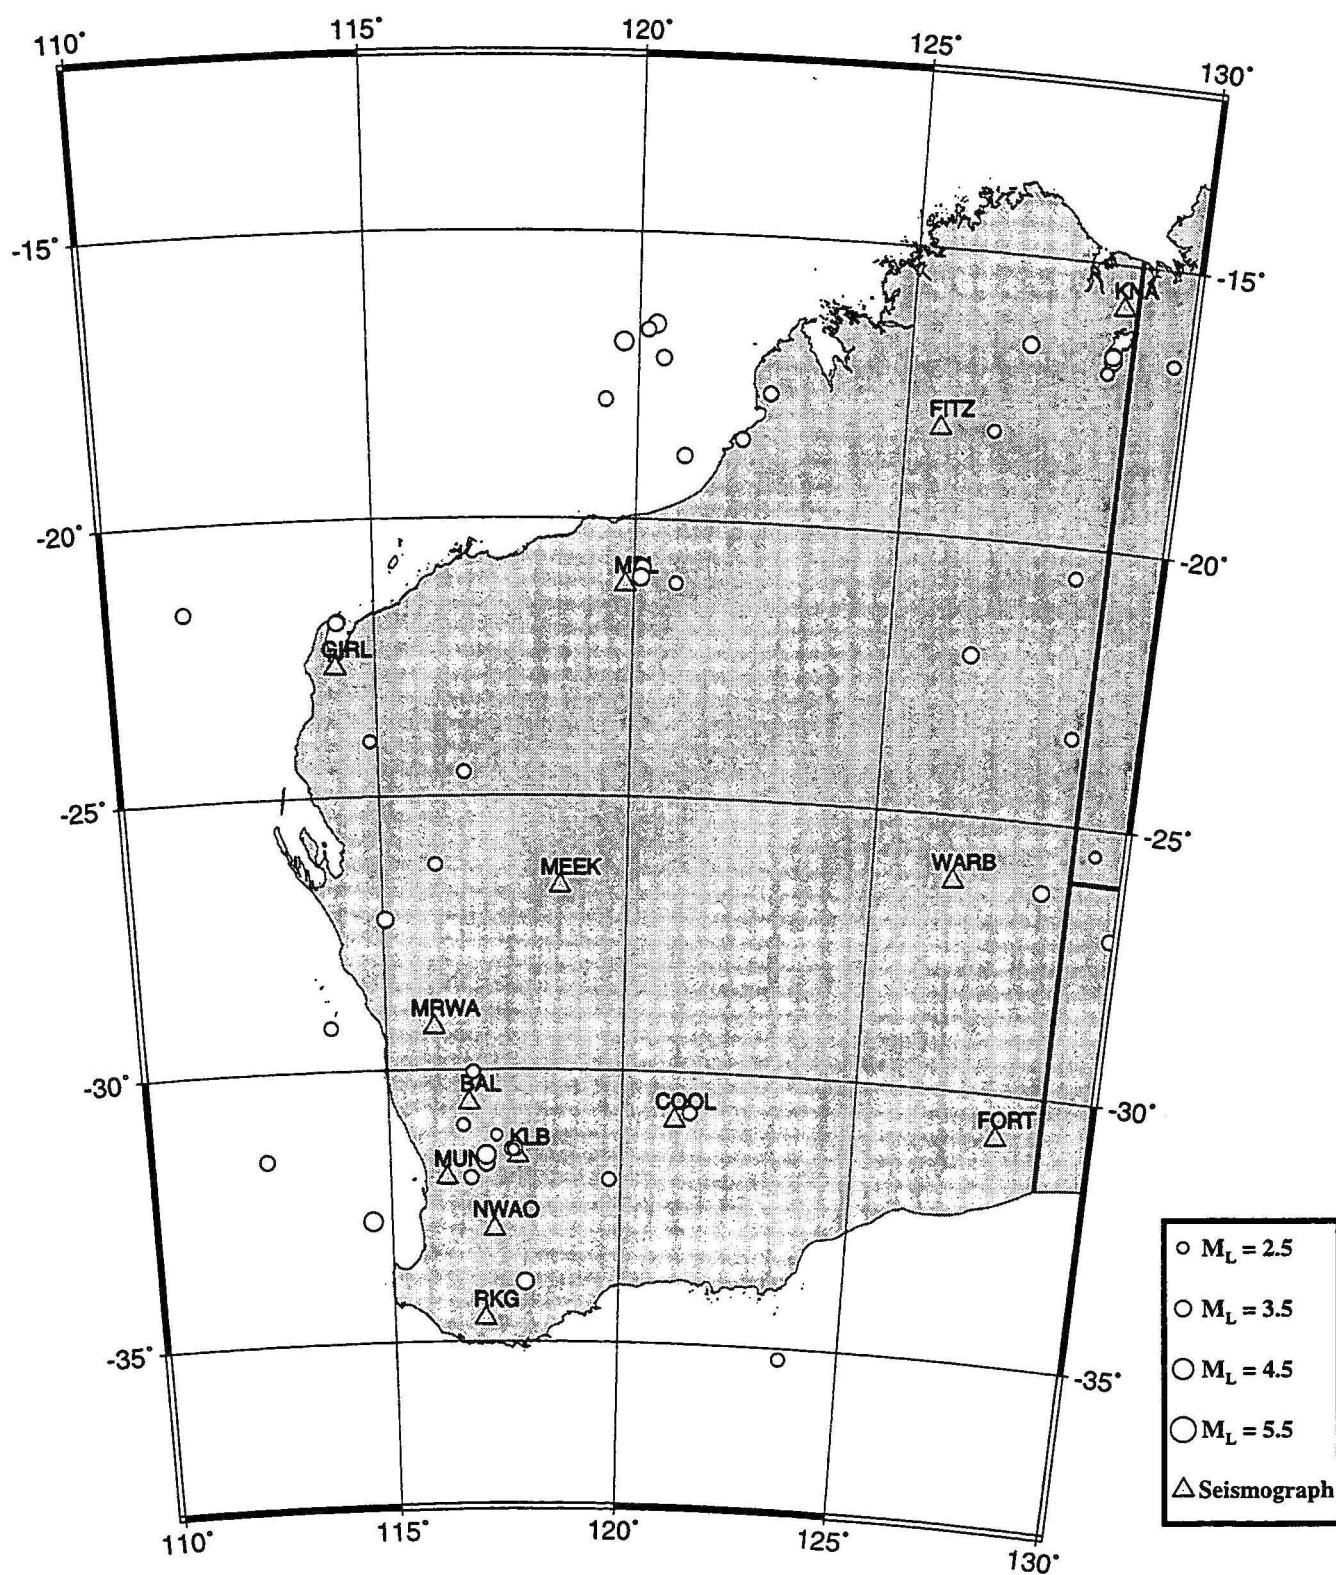 110° 115° 120° 125° 130°
-15° -15°
KNA
FITZ
-20° -20°
GIRL
-25° -25°
MEEK WARB
MRWA
-30° -30°
BAL
COOL FORT
KLB
MUN
NWAO
RKG
-35° -35°
110° 115° 120° 125° 130°
M_L = 2.5
M_L = 3.5
M_L = 4.5
M_L = 5.5
Seismograph